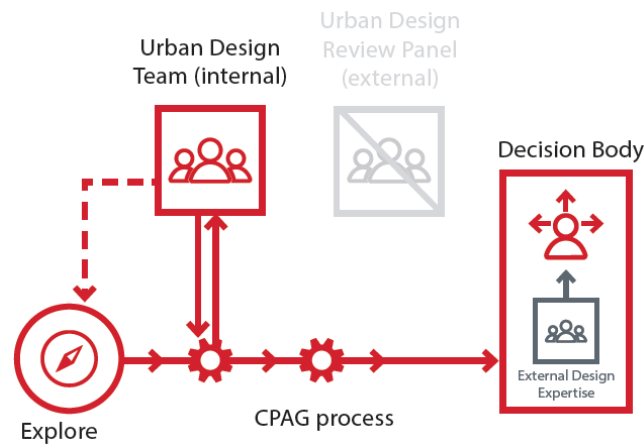 Urban Design
Team (internal)
Urban Design
Review Panel
(external)
Decision Body
External Design
Expertise
CPAG process
Explore